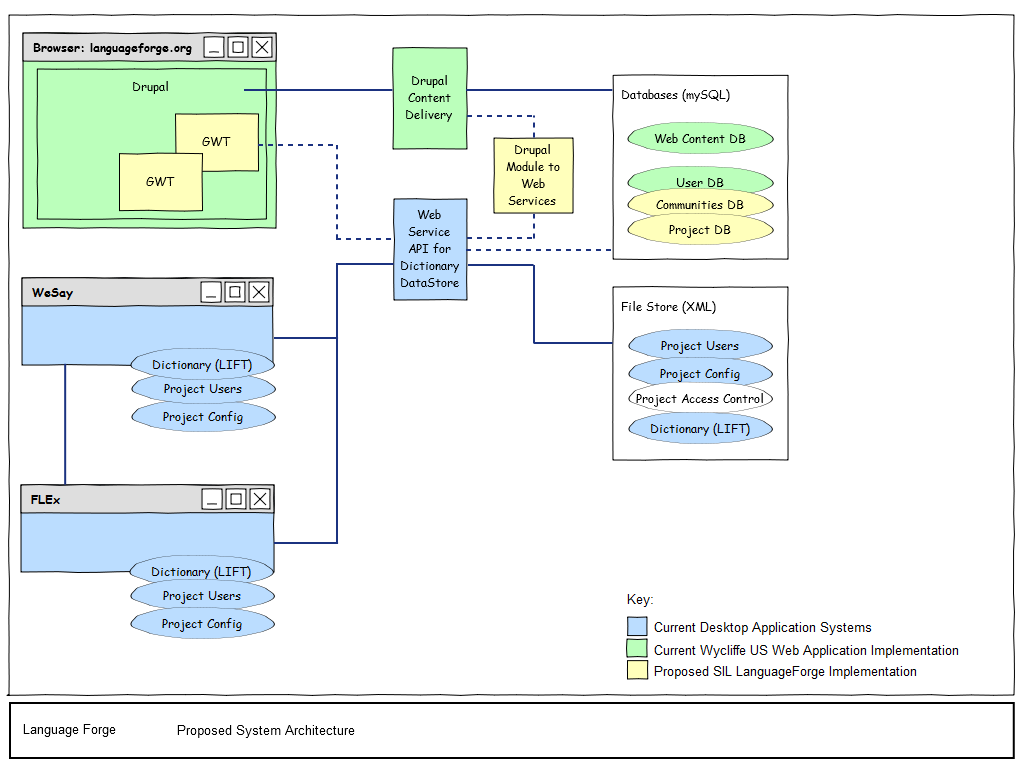 Browser: languageforge.org
Drupal
GWT
GWT
Drupal
Content
Delivery
Drupal
Module to
Web
Services
Web
Service
API for
Dictionary
DataStore
Databases (mySQL)
Web Content DB
User DB
Communities DB
Project DB
WeSay
Dictionary (LIFT)
Project Users
Project Config
File Store (XML)
Project Users
Project Config
Project Access Control
Dictionary (LIFT)
FLEx
Dictionary (LIFT)
Project Users
Project Config
Key:
Current Desktop Application Systems
Current Wycliffe US Web Application Implementation
Proposed SIL LanguageForge Implementation
Language Forge Proposed System Architecture